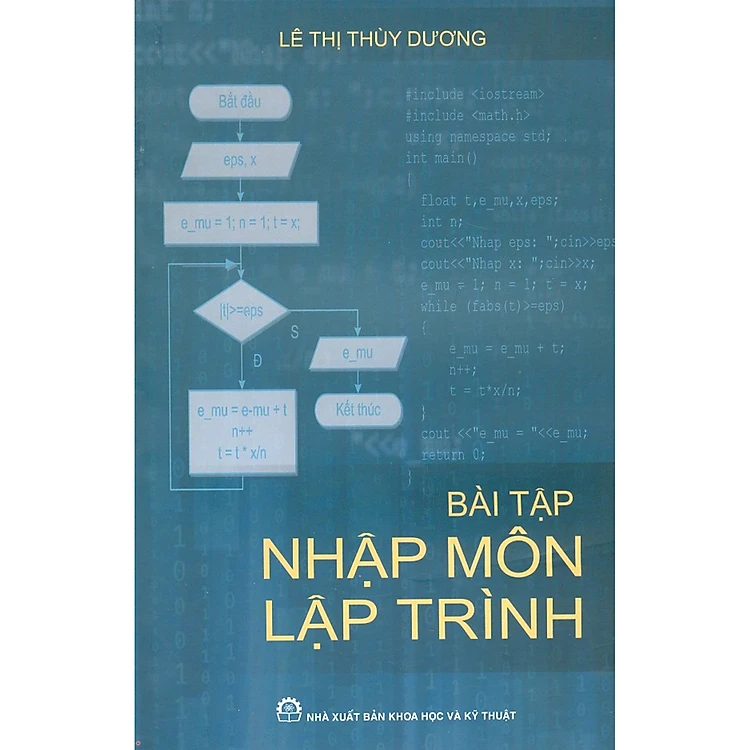 LÊ THỊ THÙY DƯƠNG
Bắt đầu
eps, x
e_mu = 1; n = 1; t = x;
|t|>=eps
S
Đ
e_mu
Kết thúc
e_mu = e-mu + t
n++
t = t * x/n
#include <iostream>
#include <math.h>
using namespace std;
int main()
{
float t,e_mu,x,eps;
int n;
cout<<"Nhap eps: ";cin>>eps
cout<<"Nhap x: ";cin>>x;
e_mu = 1; n = 1; t = x;
while (fabs(t)>=eps)
{
e_mu = e_mu + t;
n++;
t = t*x/n;
}
cout <<"e_mu = "<<e_mu;
return 0;
}
BÀI TẬP
NHẬP MÔN
LẬP TRÌNH
NHÀ XUẤT BẢN KHOA HỌC VÀ KỸ THUẬT